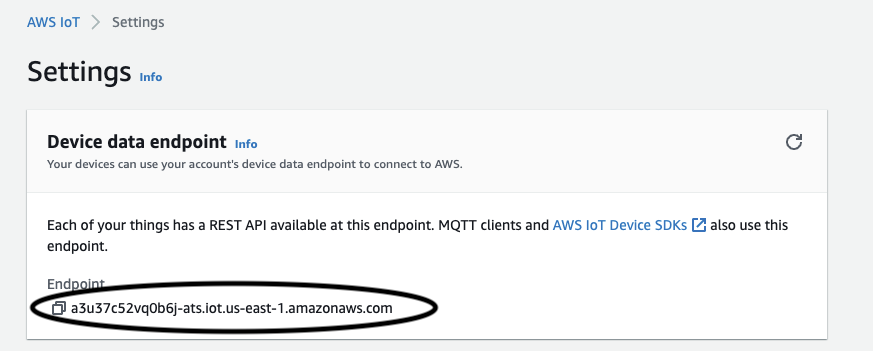 AWS IoT > Settings
Settings Info
Device data endpoint Info
Your devices can use your account's device data endpoint to connect to AWS.
Each of your things has a REST API available at this endpoint. MQTT clients and AWS IoT Device SDKs also use this
endpoint.
Endpoint
a3u37c52vq0b6j-ats.iot.us-east-1.amazonaws.com